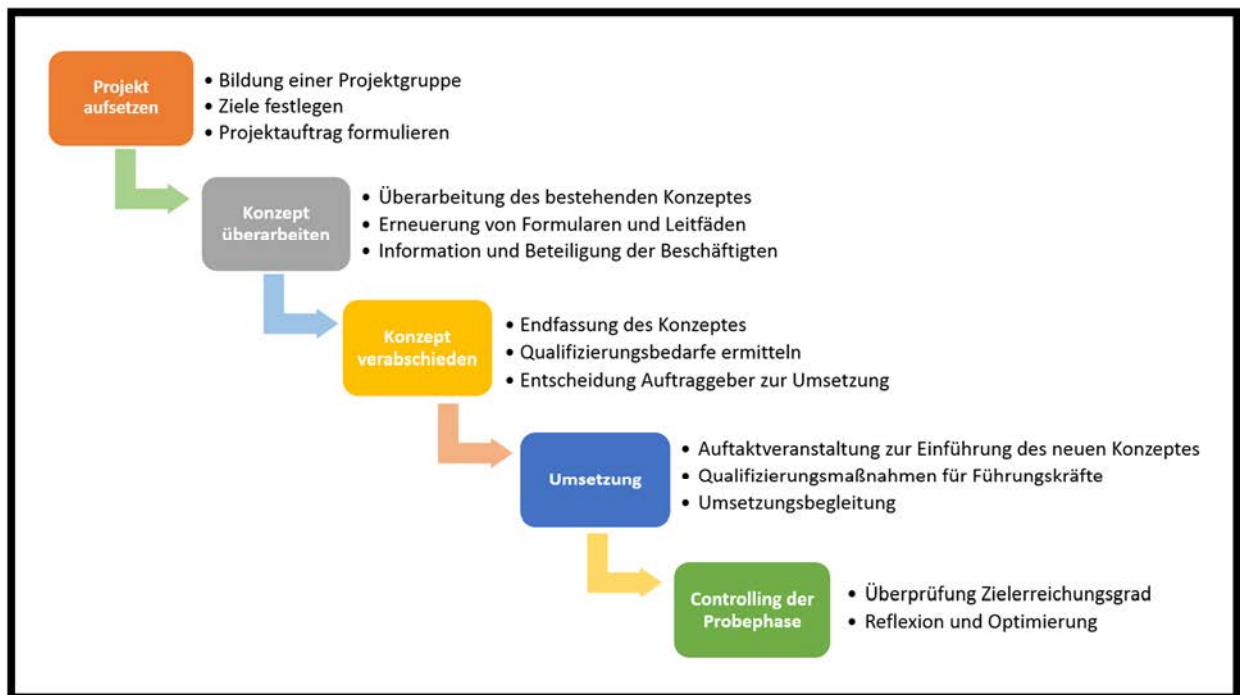 Projekt
aufsetzen
• Bildung einer Projektgruppe
• Ziele festlegen
• Projektauftrag formulieren
Konzept
überarbeiten
• Überarbeitung des bestehenden Konzeptes
• Erneuerung von Formularen und Leitfäden
• Information und Beteiligung der Beschäftigten
Konzept
verabschieden
• Endfassung des Konzeptes
• Qualifizierungsbedarfe ermitteln
• Entscheidung Auftraggeber zur Umsetzung
Umsetzung
• Auftaktveranstaltung zur Einführung des neuen Konzeptes
• Qualifizierungsmaßnahmen für Führungskräfte
• Umsetzungsbegleitung
Controlling der
Probephase
• Überprüfung Zielerreichungsgrad
• Reflexion und Optimierung